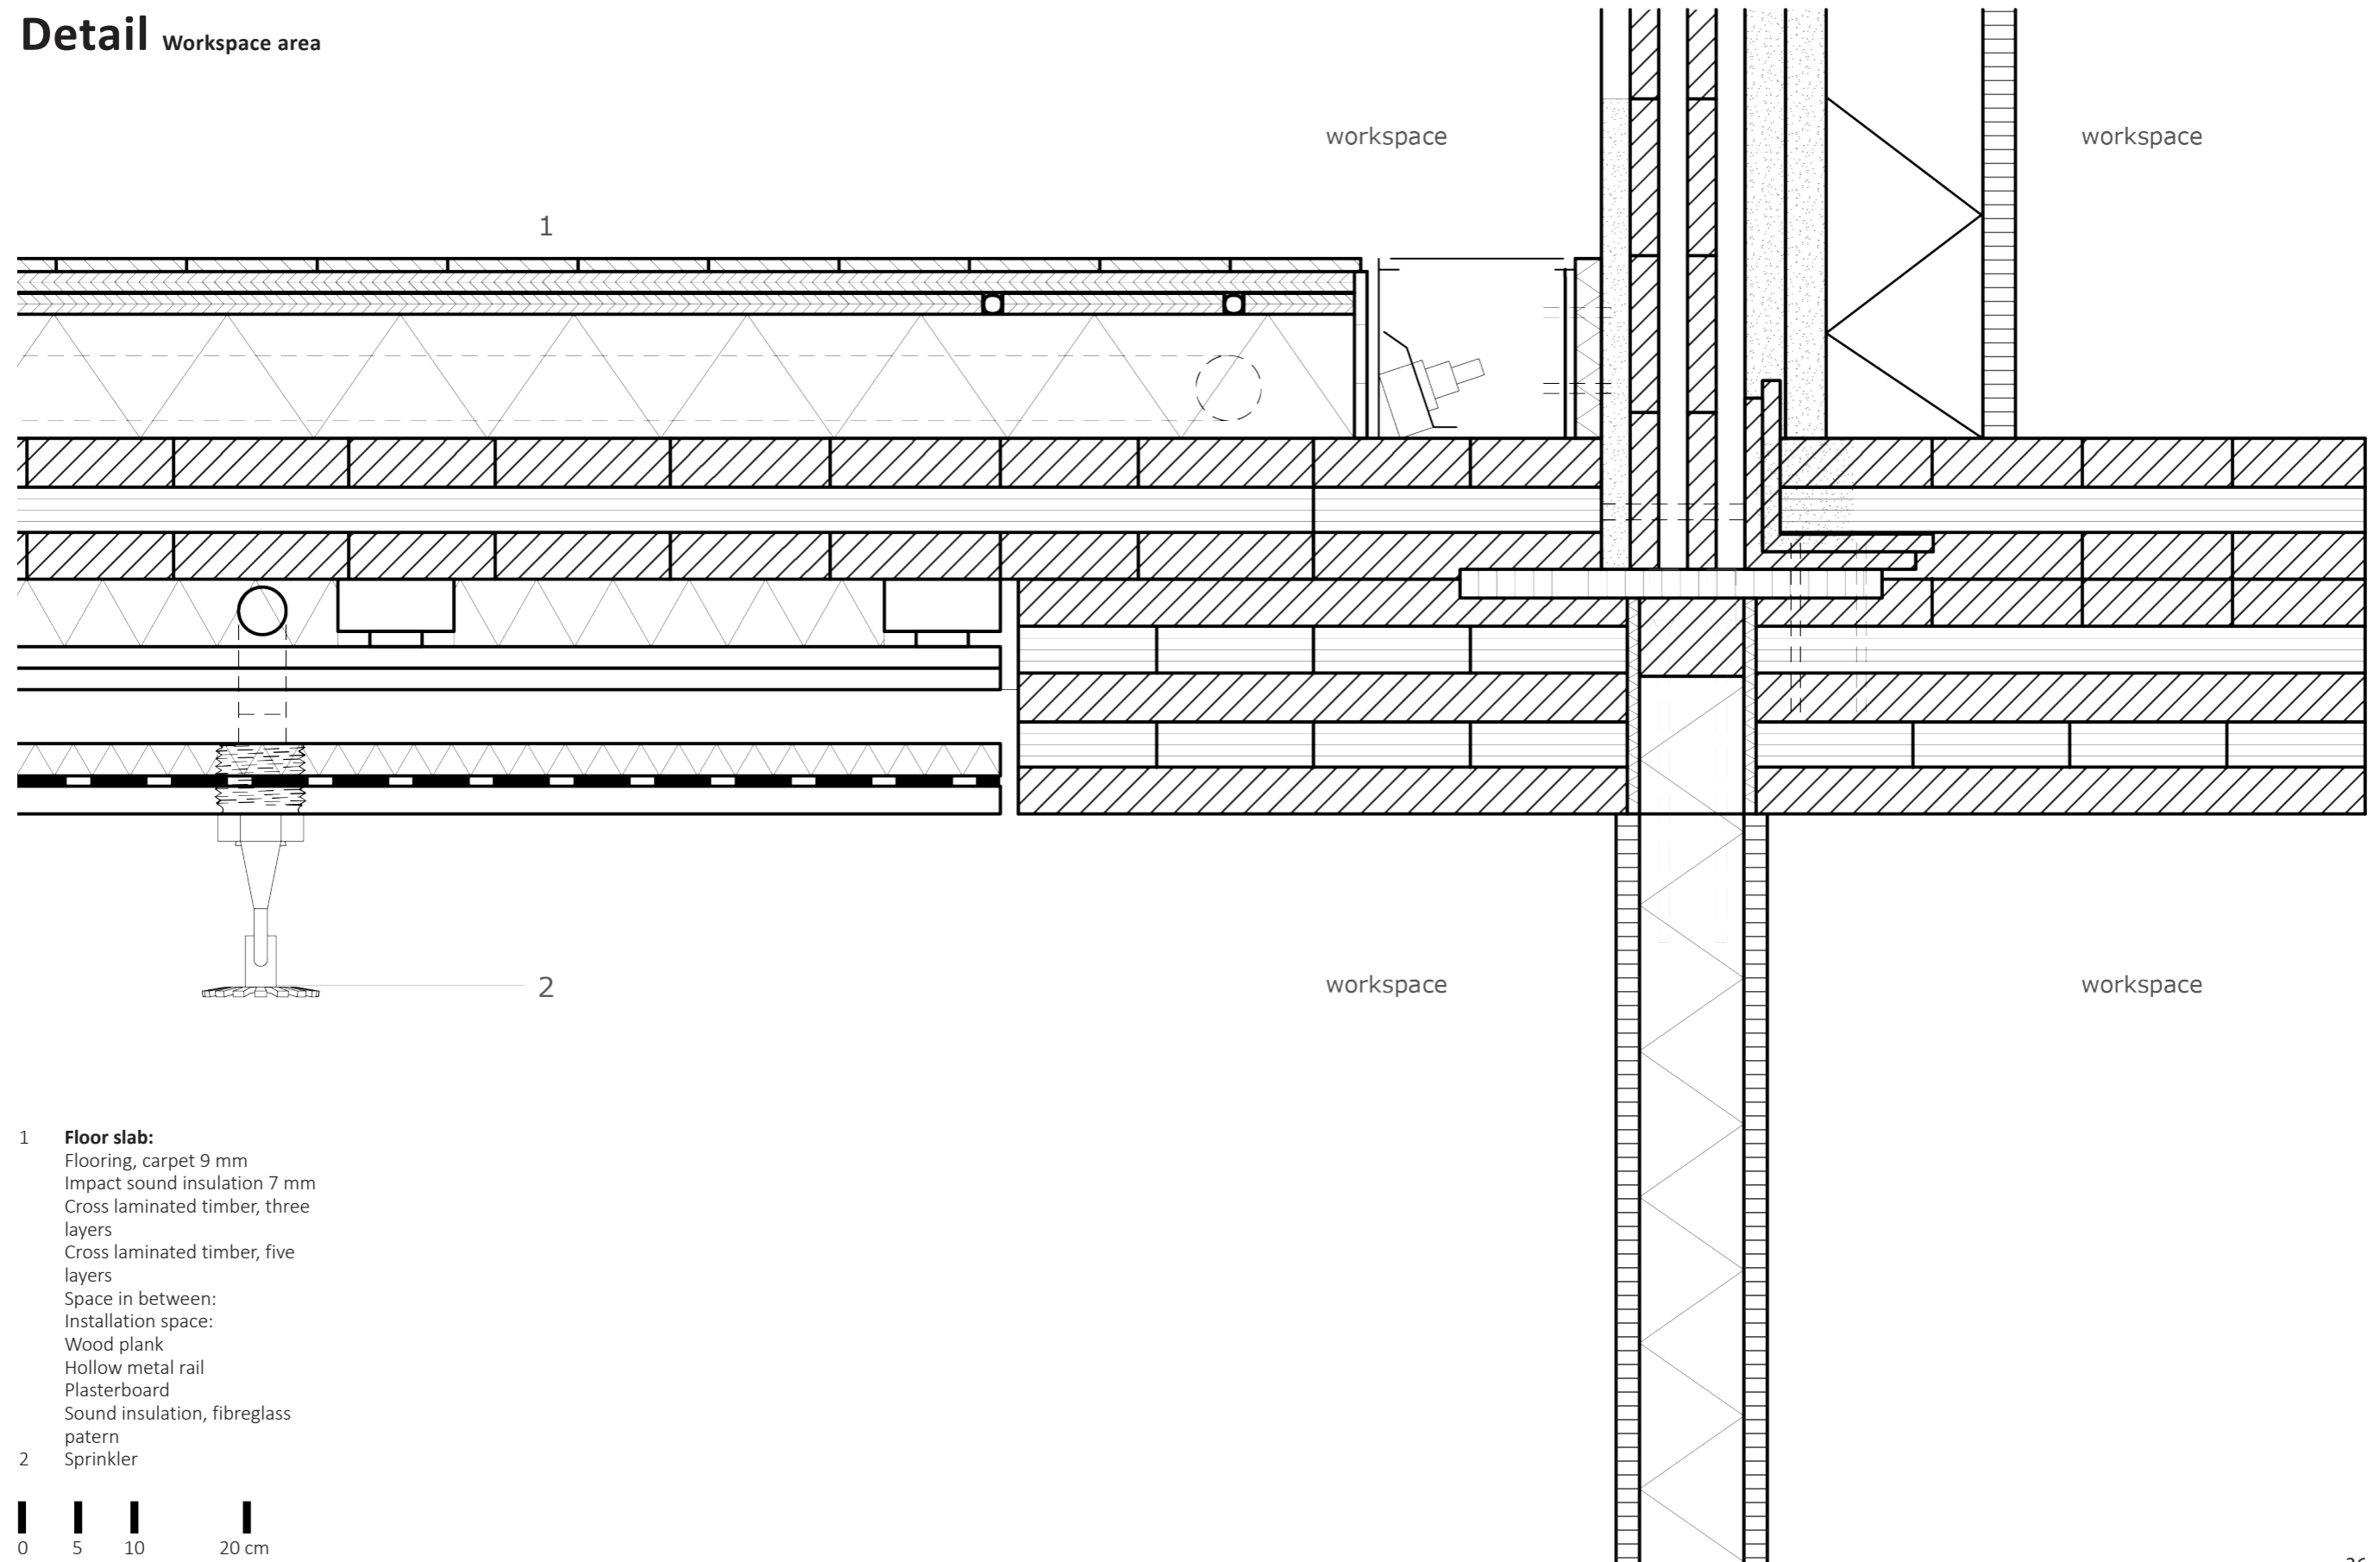 Detail Workspace area
workspace
workspace
1
2
workspace
workspace
1 Floor slab:
Flooring, carpet 9 mm
Impact sound insulation 7 mm
Cross laminated timber, three
layers
Cross laminated timber, five
layers
Space in between:
Installation space:
Wood plank
Hollow metal rail
Plasterboard
Sound insulation, fibreglass
patern
2 Sprinkler
0 5 10 20 cm